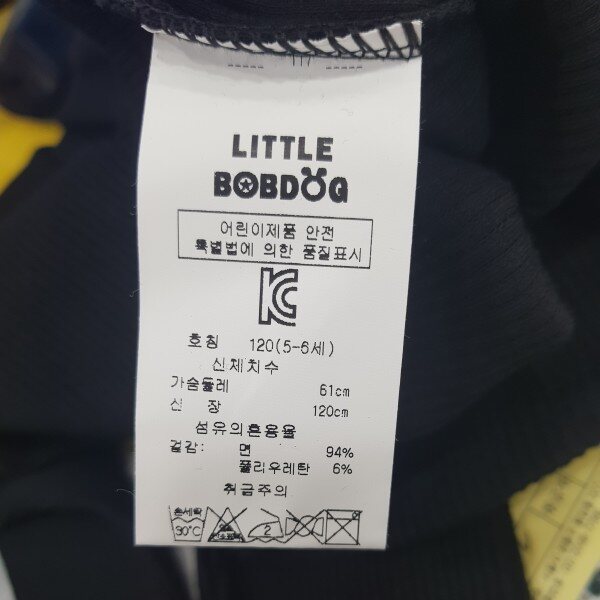 LITTLE
BOBDOG
어린이제품 안전
특별법에 의한 품질표시
KC
호칭 120(5-6세)
신체치수
가슴둘레 61cm
신 장 120cm
섬유의혼용율
겉감: 면 94%
폴리우레탄 6%
취급주의
손세탁
30°C
2